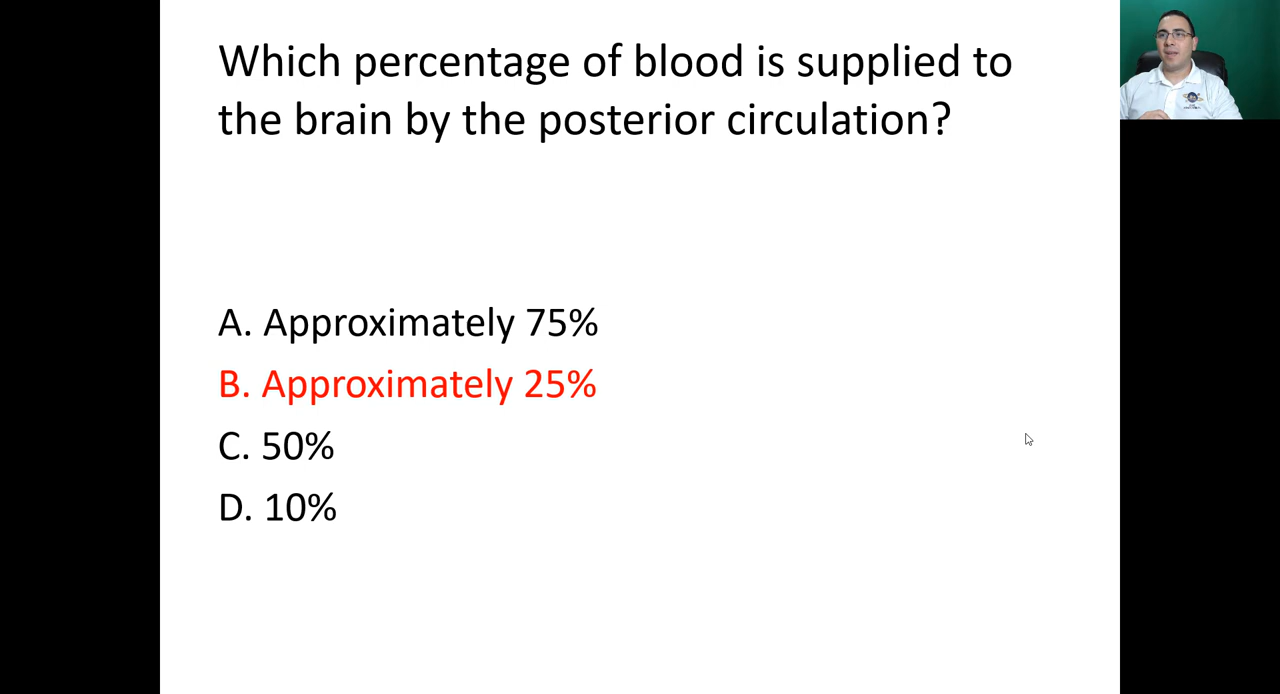 Which percentage of blood is supplied to
the brain by the posterior circulation?
A. Approximately 75%
B. Approximately 25%
C. 50%
D. 10%